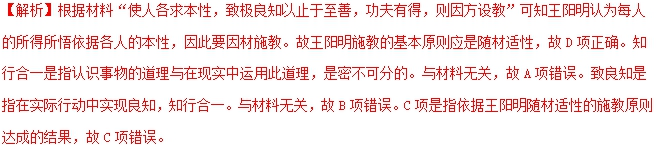 【解析】根据材料“使人各求本性，致极良知以止于至善，功夫有得，则因方设教”可知王阳明认为每人
的所得所悟依据各人的本性，因此要因材施教。故王阳明施教的基本原则应是随材适性，故 D 项正确。知
行合一是指认识事物的道理与在现实中运用此道理，是密不可分的。与材料无关，故 A 项错误。致良知是
指在实际行动中实现良知，知行合一。与材料无关，故 B 项错误。C 项是指依据王阳明随材适性的施教原则
达成的结果，故 C 项错误。